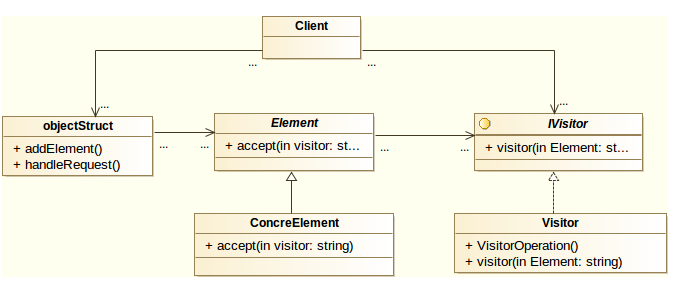 Client
...
...
...
...
objectStruct
+ addElement()
+ handleRequest()
...
...
Element
+ accept(in visitor: st...
...
...
IVisitor
+ visitor(in Element: st...
ConcreElement
+ accept(in visitor: string)
Visitor
+ VisitorOperation()
+ visitor(in Element: string)